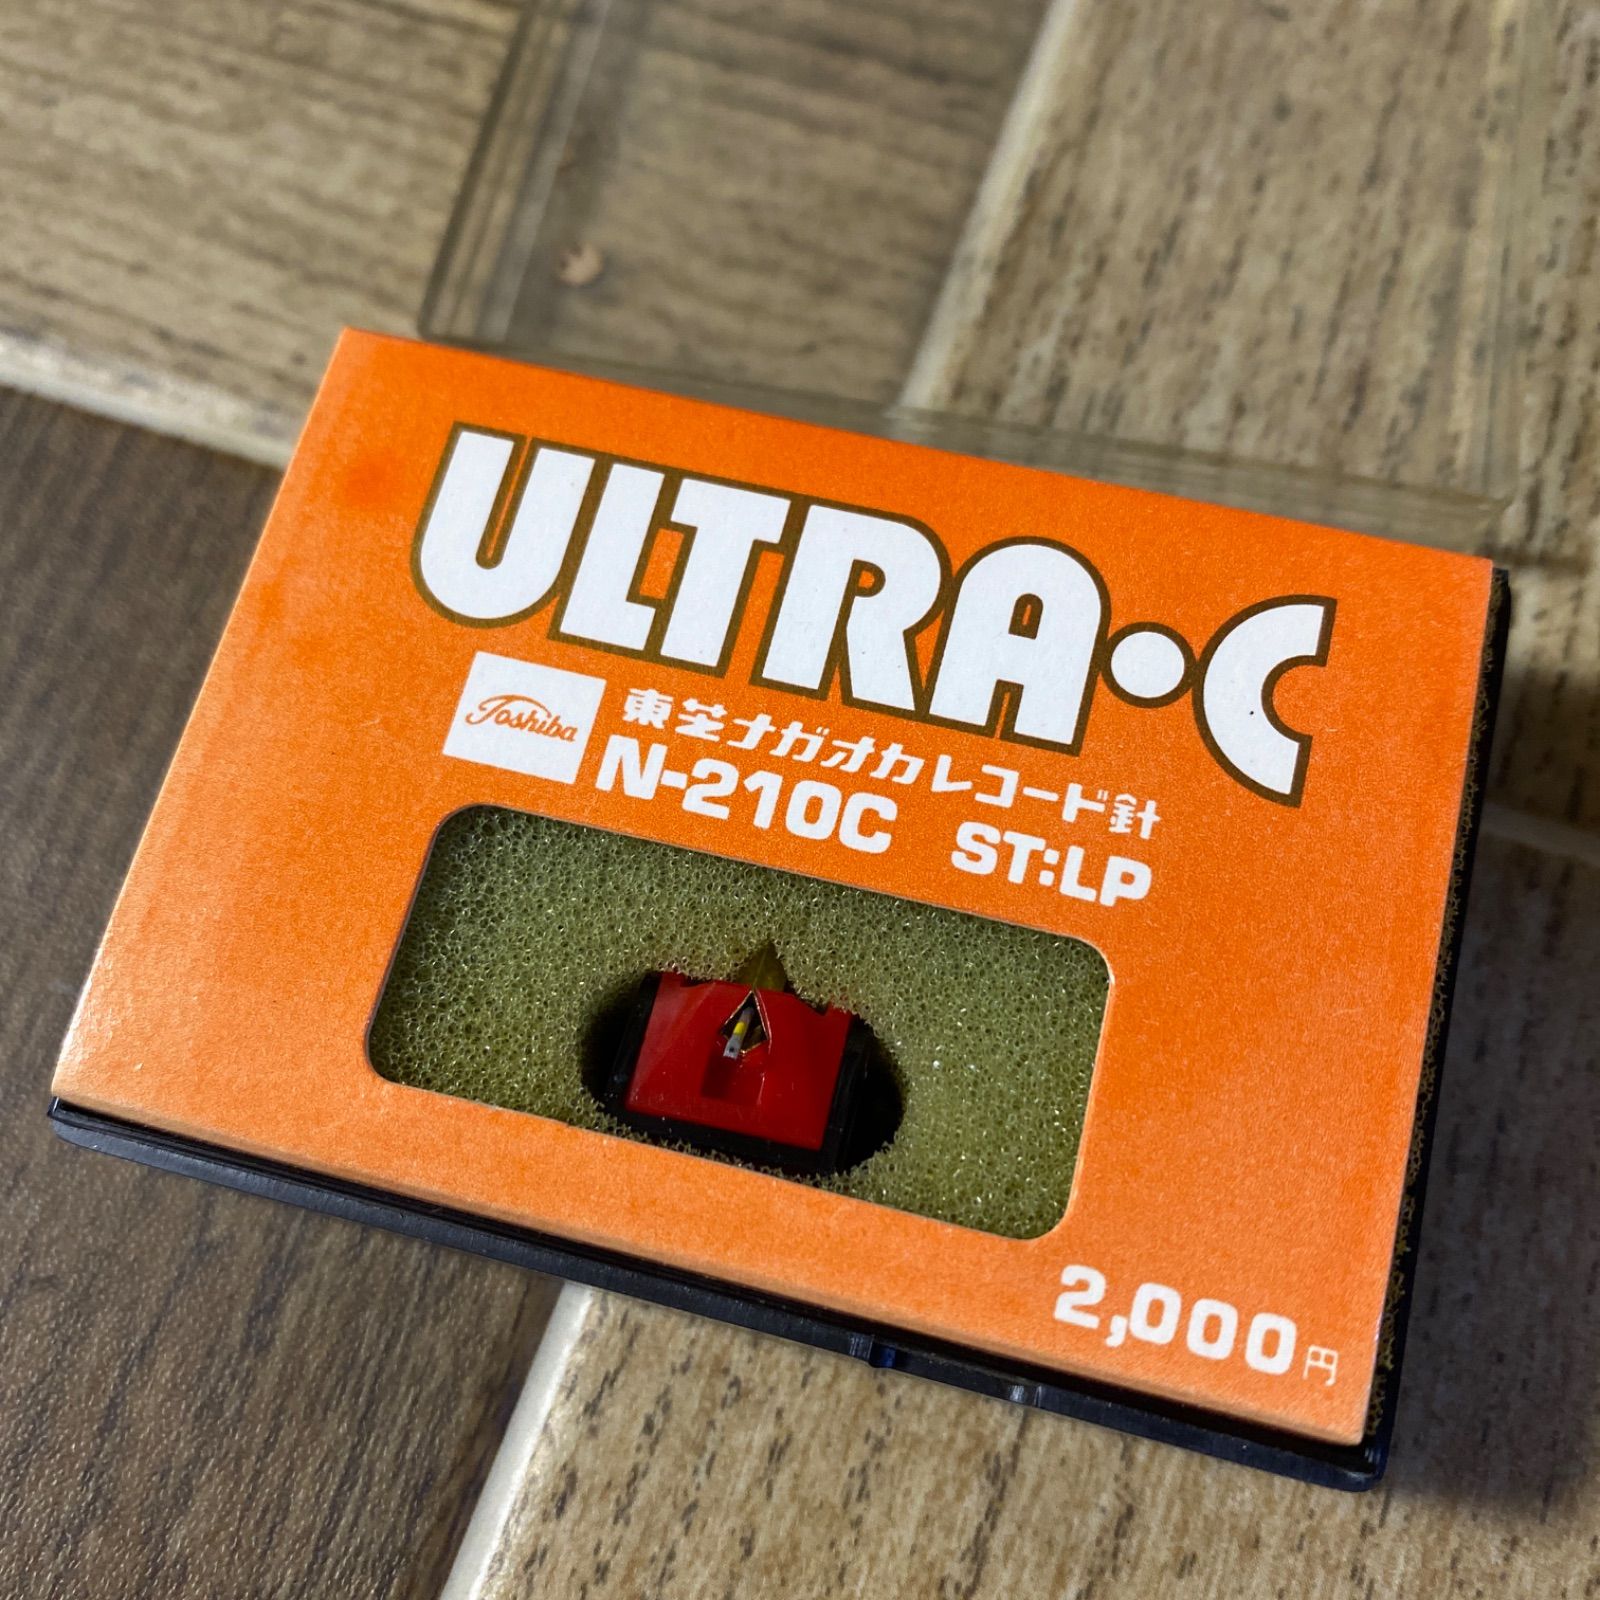 ULTRA・C
Toshiba
東芝ナガオカレコード針
N-210C ST:LP
2,000円